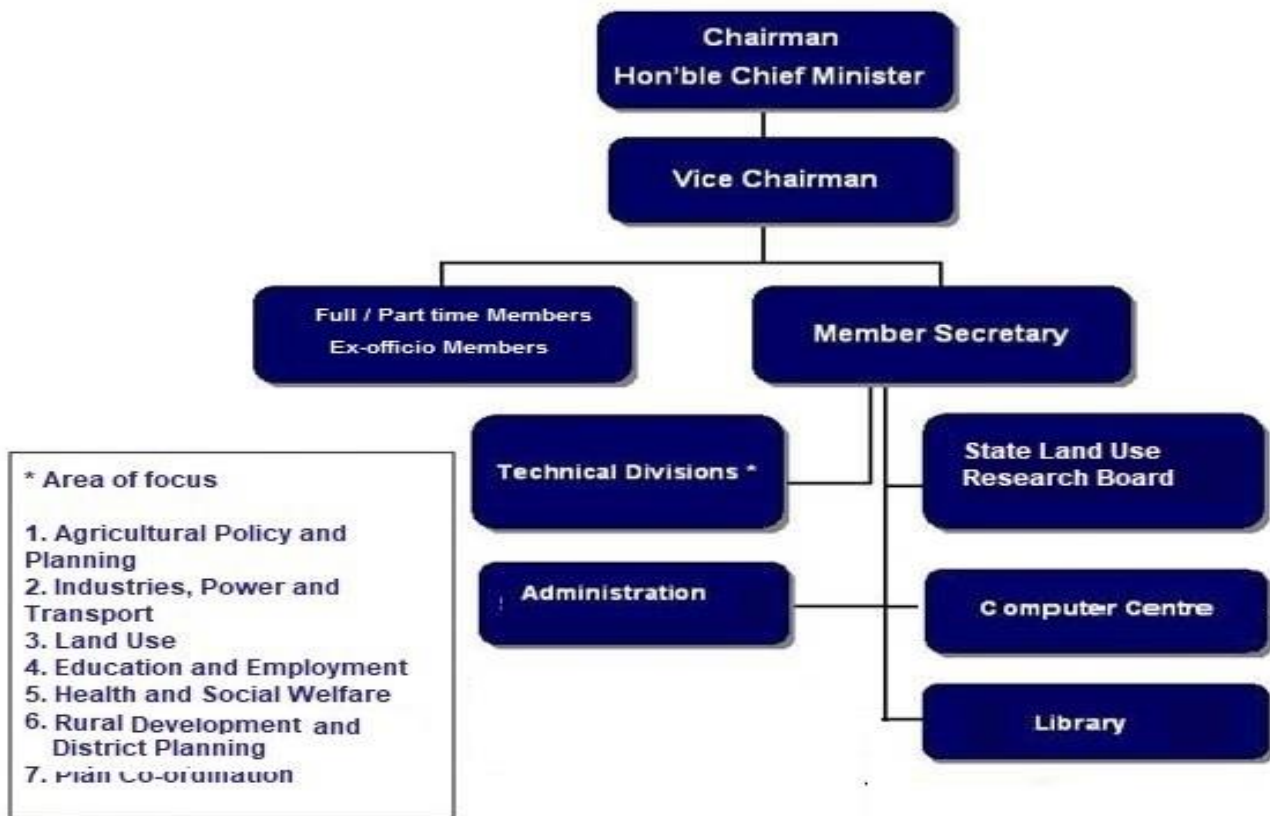 Chairman
Hon'ble Chief Minister
Vice Chairman
Full / Part time Members
Ex-officio Members
Member Secretary
Technical Divisions *
State Land Use
Research Board
Administration
Computer Centre
Library
* Area of focus
1. Agricultural Policy and
Planning
2. Industries, Power and
Transport
3. Land Use
4. Education and Employment
5. Health and Social Welfare
6. Rural Development and
District Planning
7. Plan Co-ordination